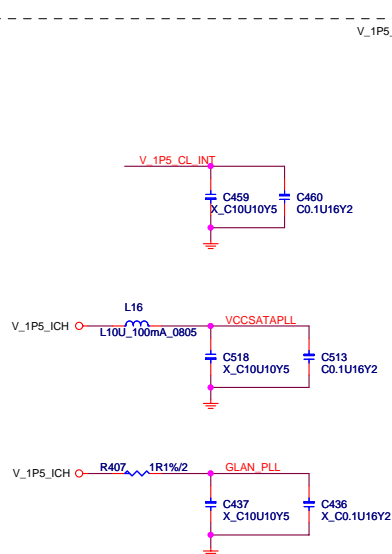 V_1P5_
V_1P5_CL_INT
C459
X_C10U10Y5
C460
C0.1U16Y2
L16
V_1P5_ICH
L10U_100mA_0805
VCCSATAPLL
C518
X_C10U10Y5
C513
C0.1U16Y2
V_1P5_ICH
R407
1R1%/2
GLAN_PLL
C437
X_C10U10Y5
C436
X_C0.1U16Y2